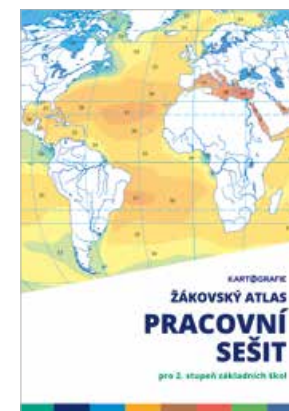 KARTOGRAFIE
ŽÁKOVSKÝ ATLAS
PRACOVNÍ
SEŠIT
pro 2. stupeň základních škol